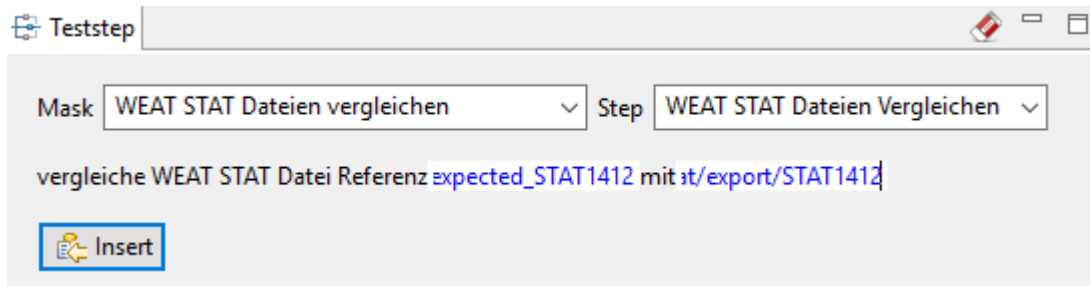 Teststep
Mask WEAT STAT Dateien vergleichen Step WEAT STAT Dateien Vergleichen
vergleiche WEAT STAT Datei Referenz expected_STAT1412 mit at/export/STAT1412
Insert